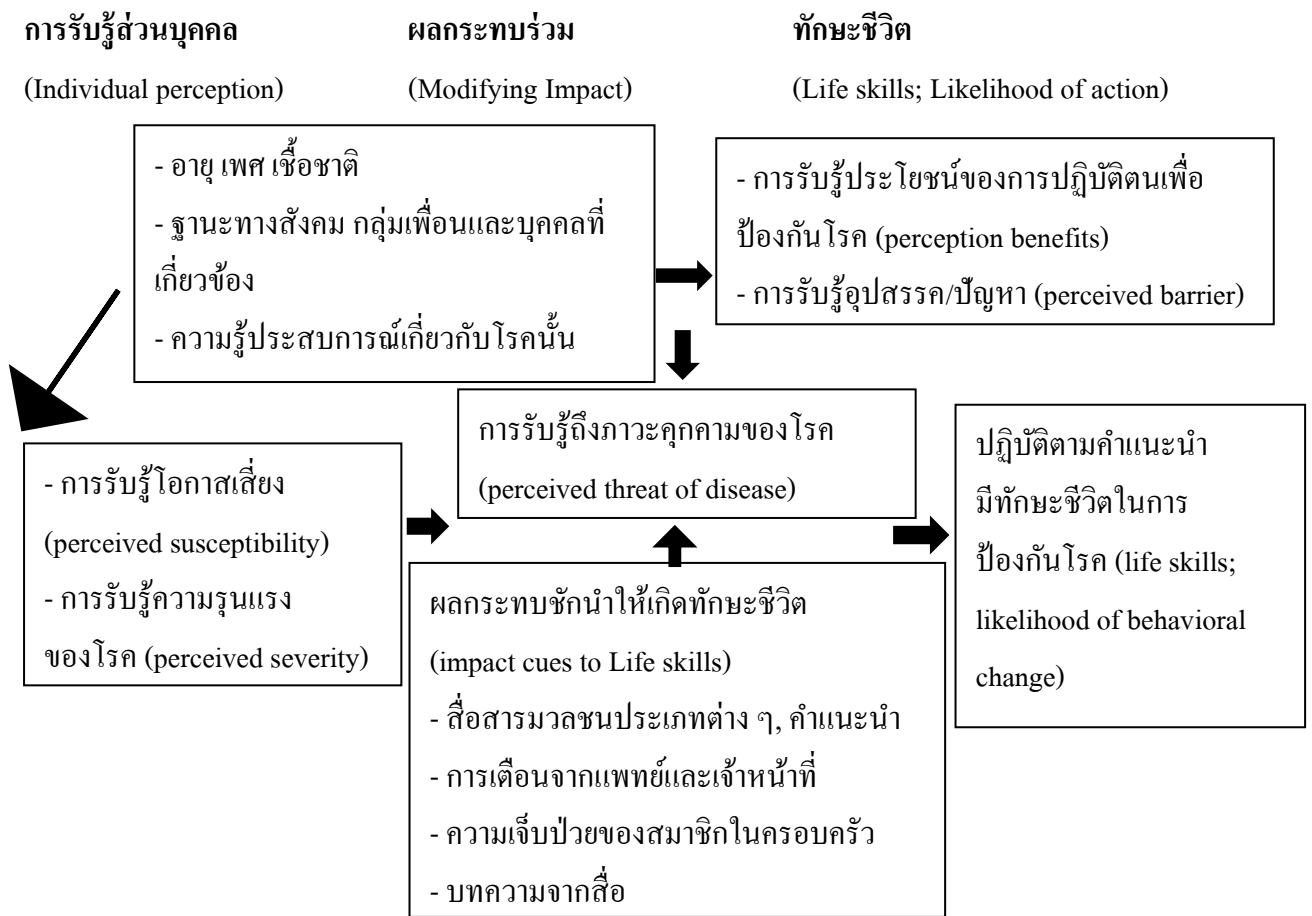 การรับรู้ส่วนบุคคล
(Individual perception)
ผลกระทบร่วม
(Modifying Impact)
ทักษะชีวิต
(Life skills; Likelihood of action)
- อายุ เพศ เชื้อชาติ
- ฐานะทางสังคม กลุ่มเพื่อนและบุคคลที่
เกี่ยวข้อง
- ความรู้ประสบการณ์เกี่ยวกับโรคนั้น
- การรับรู้ประโยชน์ของการปฏิบัติตนเพื่อ
ป้องกันโรค (perception benefits)
- การรับรู้อุปสรรค/ปัญหา (perceived barrier)
- การรับรู้โอกาสเสี่ยง
(perceived susceptibility)
- การรับรู้ความรุนแรง
ของโรค (perceived severity)
การรับรู้ถึงภาวะคุกคามของโรค
(perceived threat of disease)
ผลกระทบชักนำให้เกิดทักษะชีวิต
(impact cues to Life skills)
- สื่อสารมวลชนประเภทต่าง ๆ, คำแนะนำ
- การเตือนจากแพทย์และเจ้าหน้าที่
- ความเจ็บป่วยของสมาชิกในครอบครัว
- บทความจากสื่อ
ปฏิบัติตามคำแนะนำ
มีทักษะชีวิตในการ
ป้องกันโรค (life skills;
likelihood of behavioral
change)